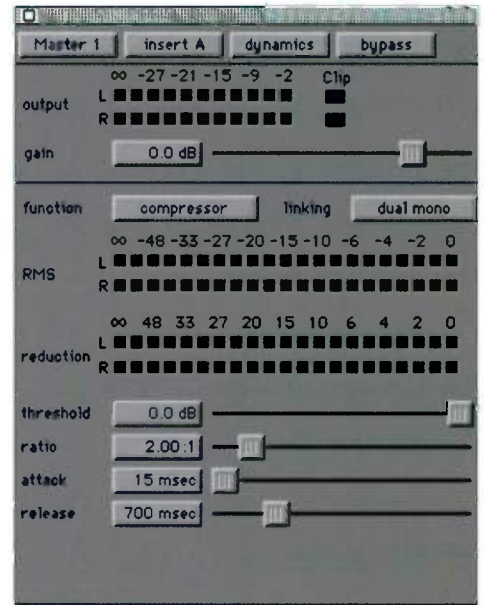 Master 1 insert A dynamics bypass
∞ -27 -21 -15 -9 -2 Clip
output
L
R
gain 0.0 dB
function compressor linking dual mono
∞ -48 -33 -27 -20 -15 -10 -6 -4 -2 0
RMS
L
R
∞ 48 33 27 20 15 10 6 4 2 0
reduction
L
R
threshold 0.0 dB
ratio 2.00:1
attack 15 msec
release 700 msec